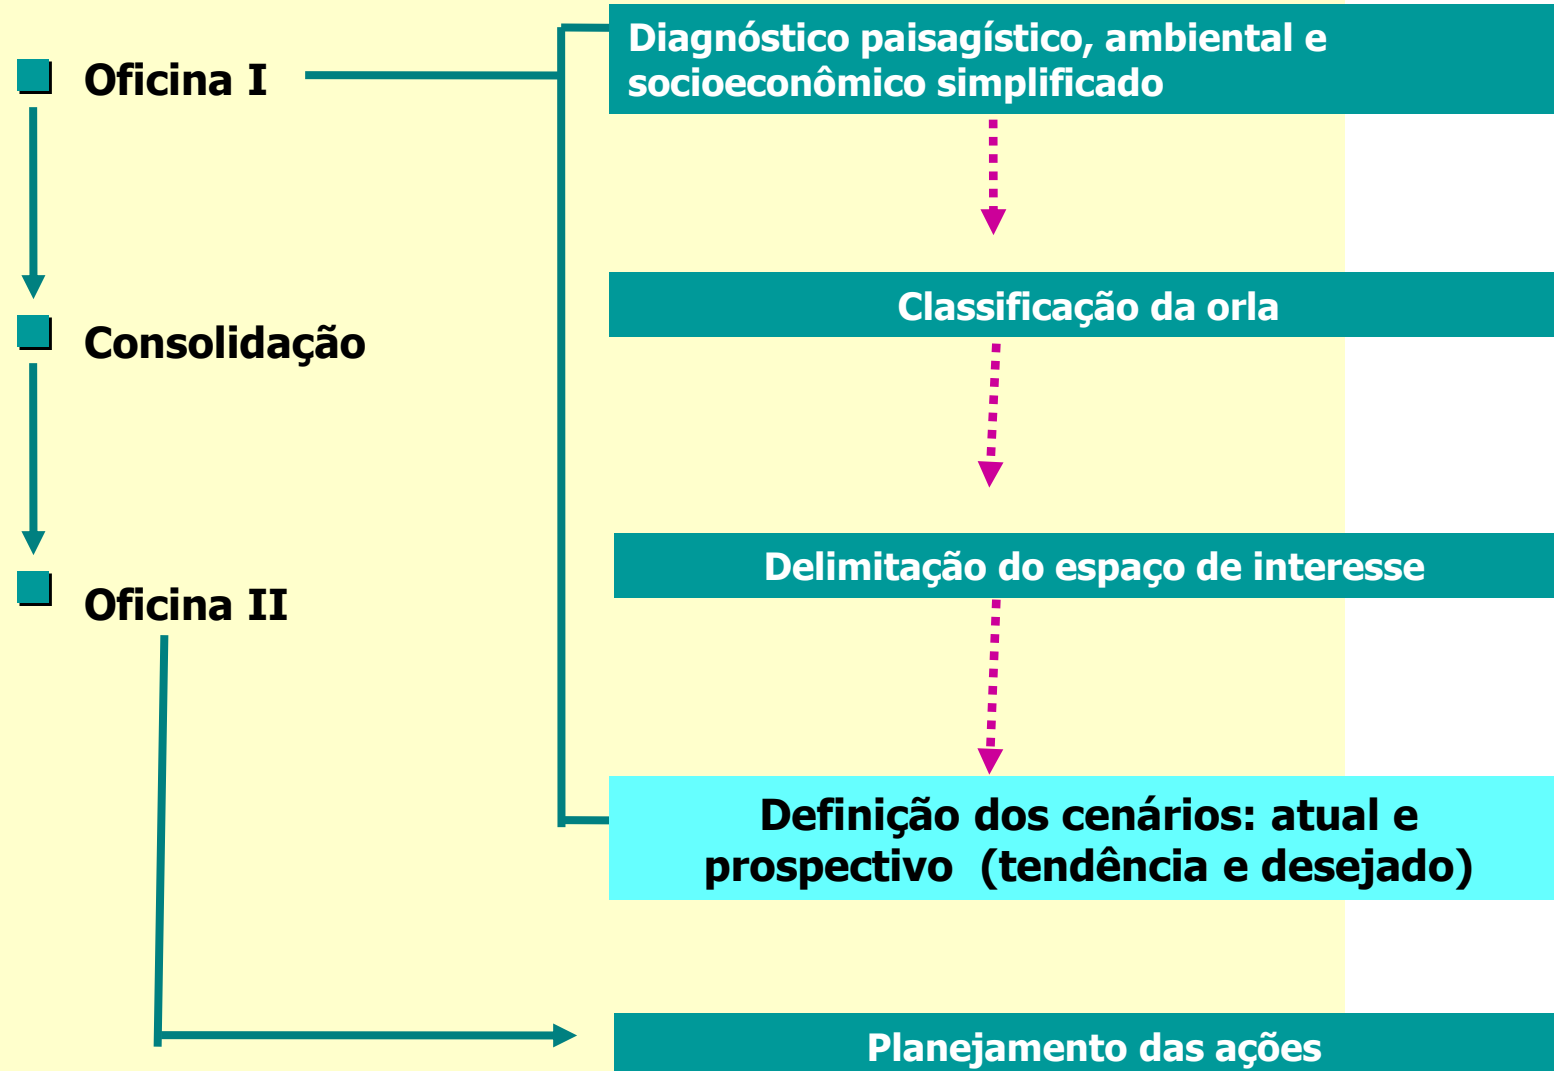 Oficina I
Consolidação
Oficina II
Diagnóstico paisagístico, ambiental e
socioeconômico simplificado
Classificação da orla
Delimitação do espaço de interesse
Definição dos cenários: atual e
prospectivo (tendência e desejado)
Planejamento das ações